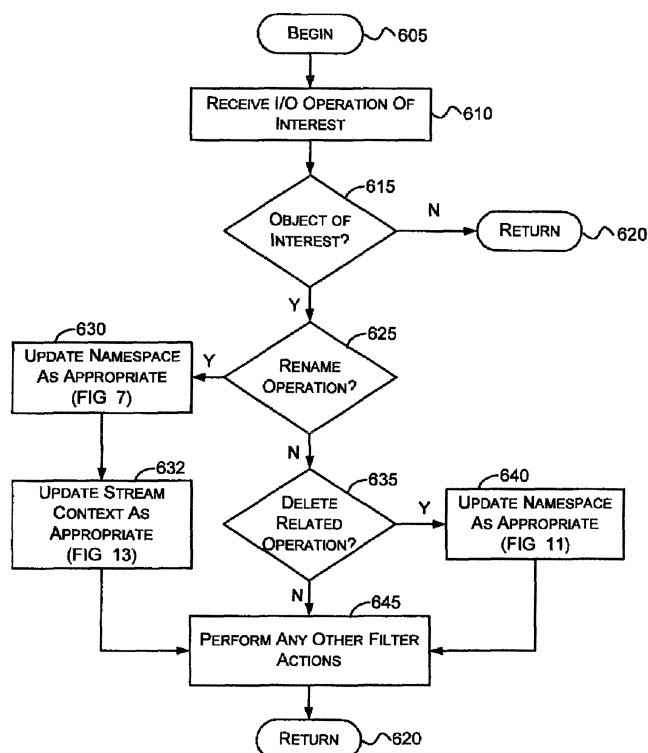 BEGIN
605
RECEIVE I/O OPERATION OF
INTEREST
610
615
OBJECT OF
INTEREST?
N
RETURN
620
Y
630
UPDATE NAMESPACE
AS APPROPRIATE
(FIG 7)
Y
625
RENAME
OPERATION?
N
632
UPDATE STREAM
CONTEXT AS
APPROPRIATE
(FIG 13)
635
DELETE
RELATED
OPERATION?
Y
640
UPDATE NAMESPACE
AS APPROPRIATE
(FIG 11)
N
645
PERFORM ANY OTHER FILTER
ACTIONS
RETURN
620